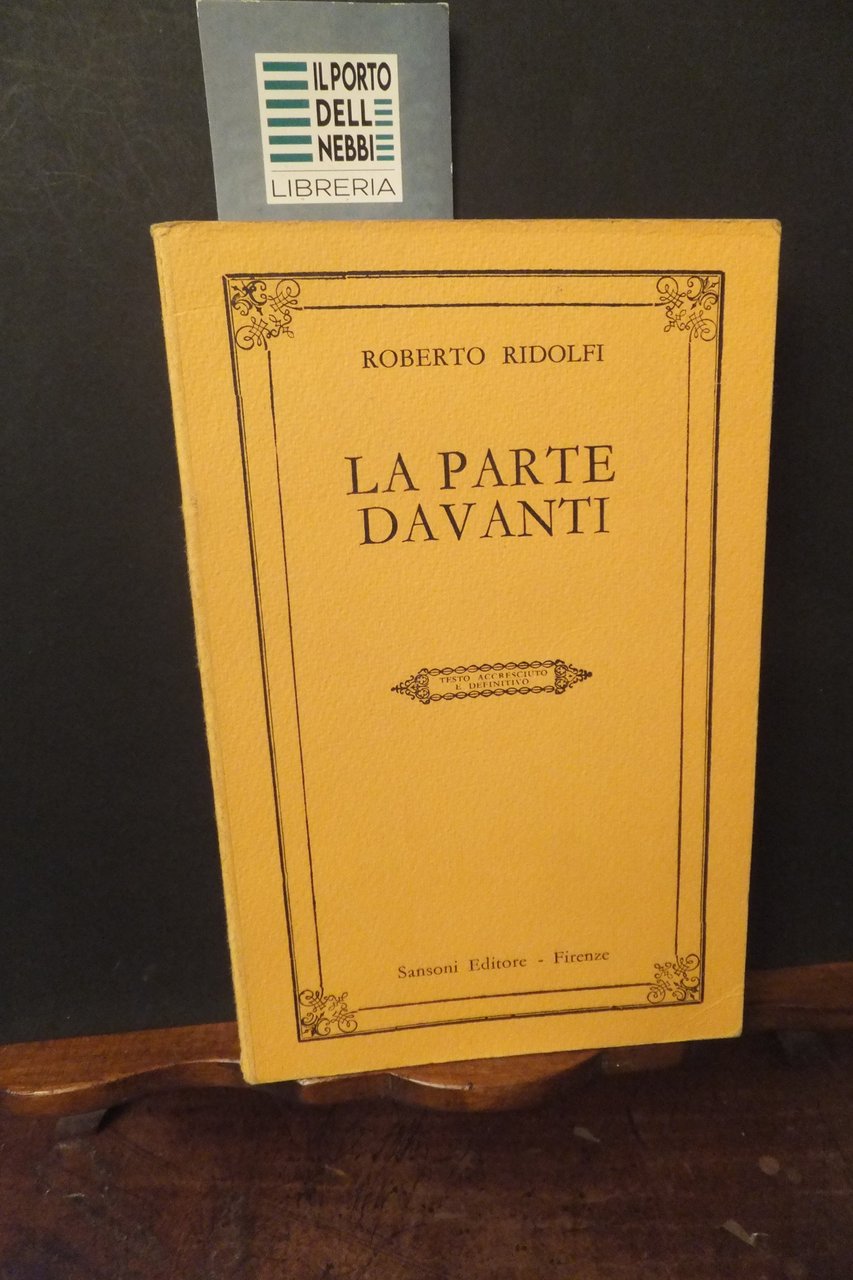 IL PORTO
DELLE
NEBBIE
LIBRERIA
ROBERTO RIDOLFI
LA PARTE
DAVANTI
TESTO ACCRESCIUTO
E DEFINITIVO
Sansoni Editore - Firenze